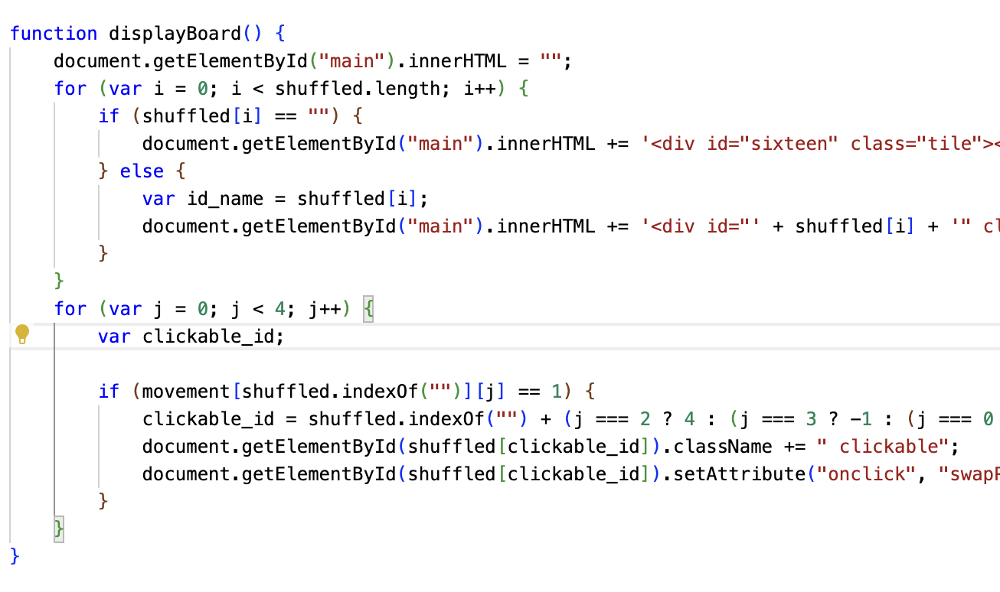 function displayBoard() {
    document.getElementById("main").innerHTML = "";
    for (var i = 0; i < shuffled.length; i++) {
        if (shuffled[i] == "") {
            document.getElementById("main").innerHTML += '<div id="sixteen" class="tile"><
        } else {
            var id_name = shuffled[i];
            document.getElementById("main").innerHTML += '<div id="' + shuffled[i] + '" cl
        }
    }
    for (var j = 0; j < 4; j++) {
        var clickable_id;
        if (movement[shuffled.indexOf("")][j] == 1) {
            clickable_id = shuffled.indexOf("") + (j === 2 ? 4 : (j === 3 ? -1 : (j === 0
            document.getElementById(shuffled[clickable_id]).className += " clickable";
            document.getElementById(shuffled[clickable_id]).setAttribute("onclick", "swap
        }
    }
}